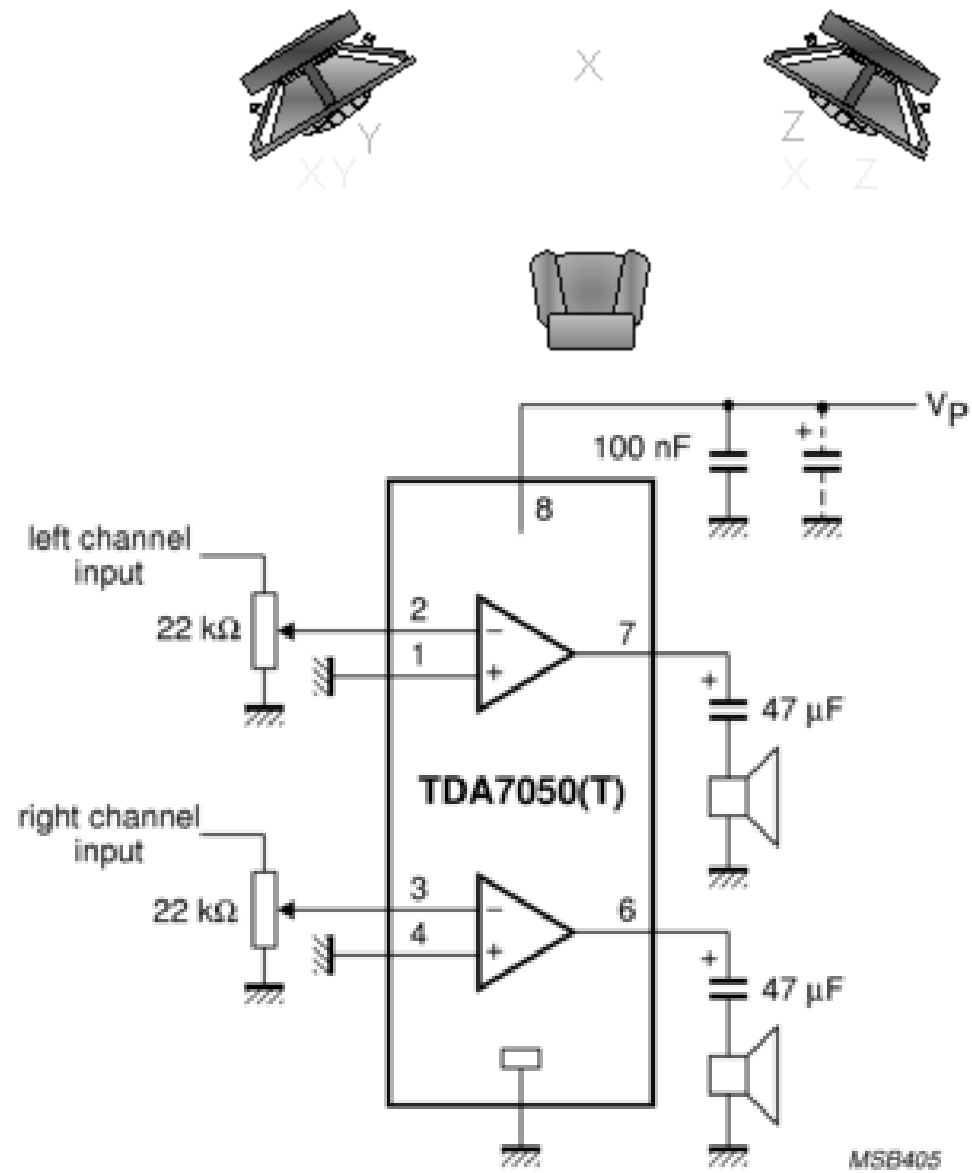 X
Y
Z
X Y
X Z
VP
100 nF
+
8
left channel
input
22 kΩ
2
−
7
1
+
+
47 µF
TDA7050(T)
right channel
input
22 kΩ
3
−
6
4
+
+
47 µF
MSB405